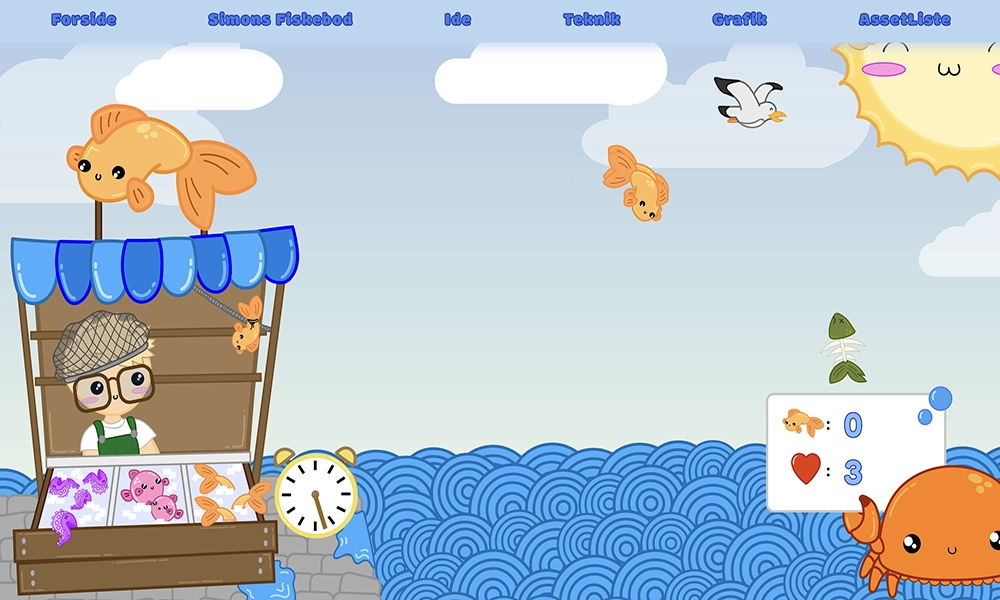 Forside
Simons Fiskebod
Ide
Teknik
Grafik
AssetListe
: 0
: 3